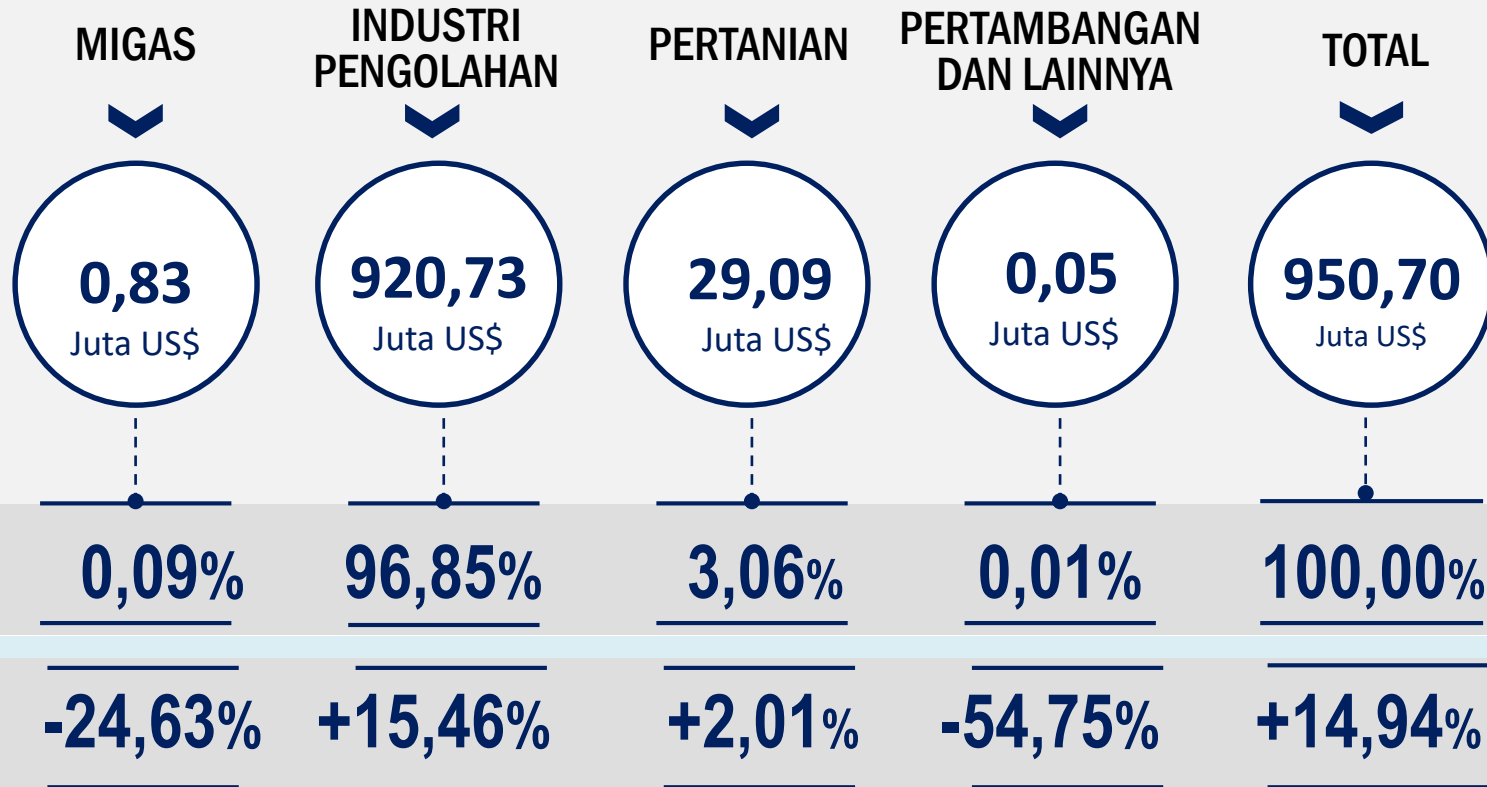 MIGAS
INDUSTRI
PENGOLAHAN
PERTANIAN
PERTAMBANGAN
DAN LAINNYA
TOTAL
0,83
Juta US$
920,73
Juta US$
29,09
Juta US$
0,05
Juta US$
950,70
Juta US$
0,09%
96,85%
3,06%
0,01%
100,00%
-24,63%
+15,46%
+2,01%
-54,75%
+14,94%